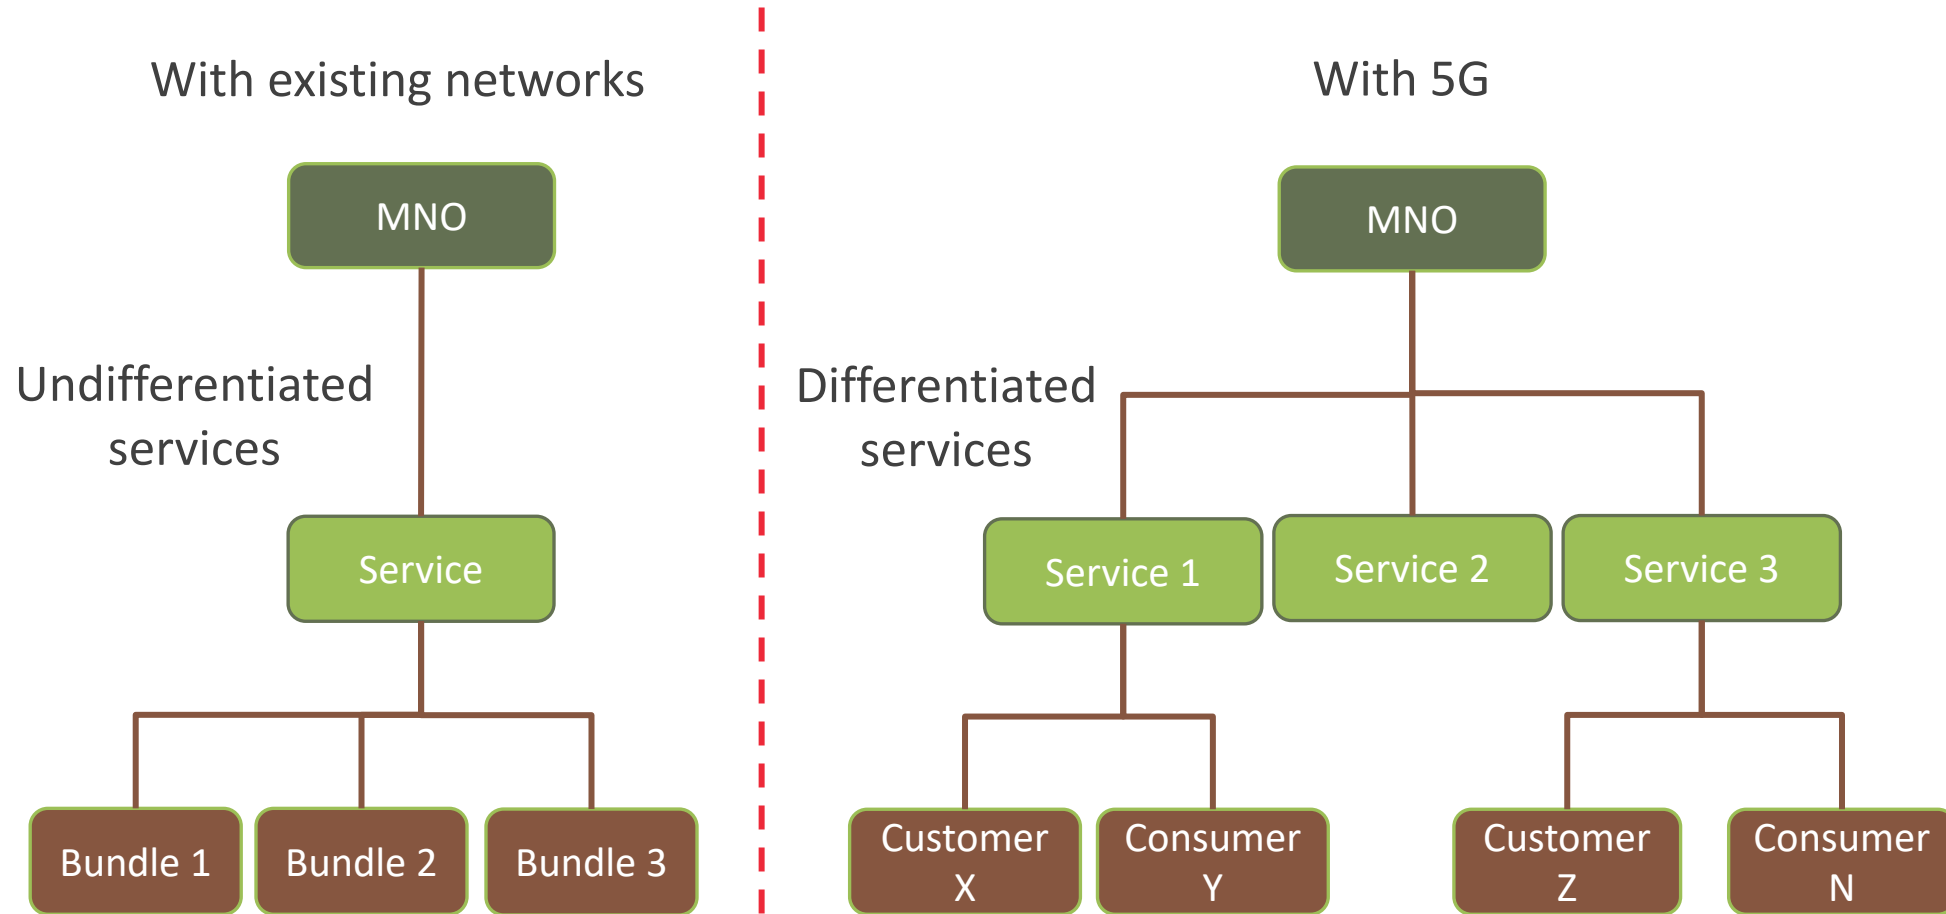 With existing networks
MNO
Undifferentiated
services
Service
Bundle 1
Bundle 2
Bundle 3
With 5G
MNO
Differentiated
services
Service 1
Service 2
Service 3
Customer
X
Consumer
Y
Customer
Z
Consumer
N